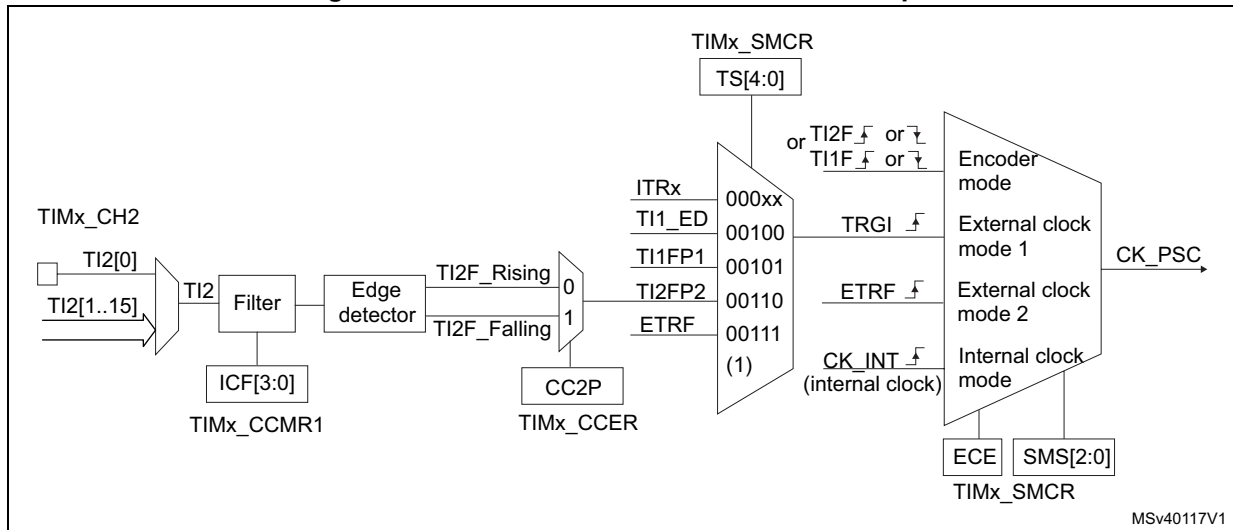 TIMx_SMCR
TS[4:0]
or TI2F or
TI1F or
Encoder
mode
ITRx
000xx
TIMx_CH2
TI1_ED
00100
TRGI
External clock
mode 1
CK_PSC
TI2[0]
TI2F_Rising
0
TI1FP1
00101
TI2[1..15]
TI2
Filter
Edge
detector
TI2FP2
00110
ETRF
External clock
mode 2
TI2F_Falling
1
ETRF
00111
(1)
CK_INT
(internal clock)
Internal clock
mode
ICF[3:0]
CC2P
TIMx_CCMR1
TIMx_CCER
ECE
SMS[2:0]
TIMx_SMCR
MSv40117V1